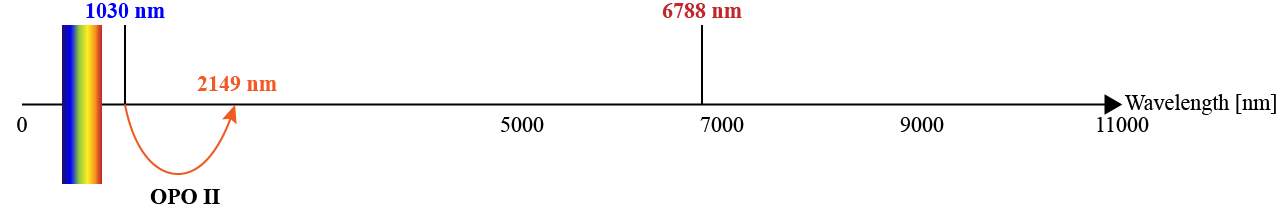 1030 nm
6788 nm
2149 nm
Wavelength [nm]
0
5000
7000
9000
11000
OPO II